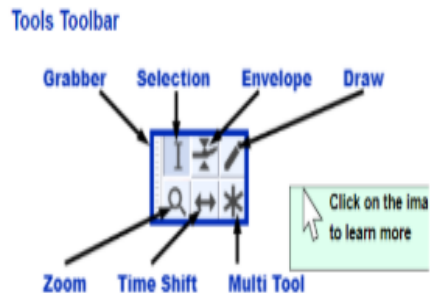 Tools Toolbar
Grabber Selection Envelope Draw
Click on the ima
to learn more
Zoom Time Shift Multi Tool